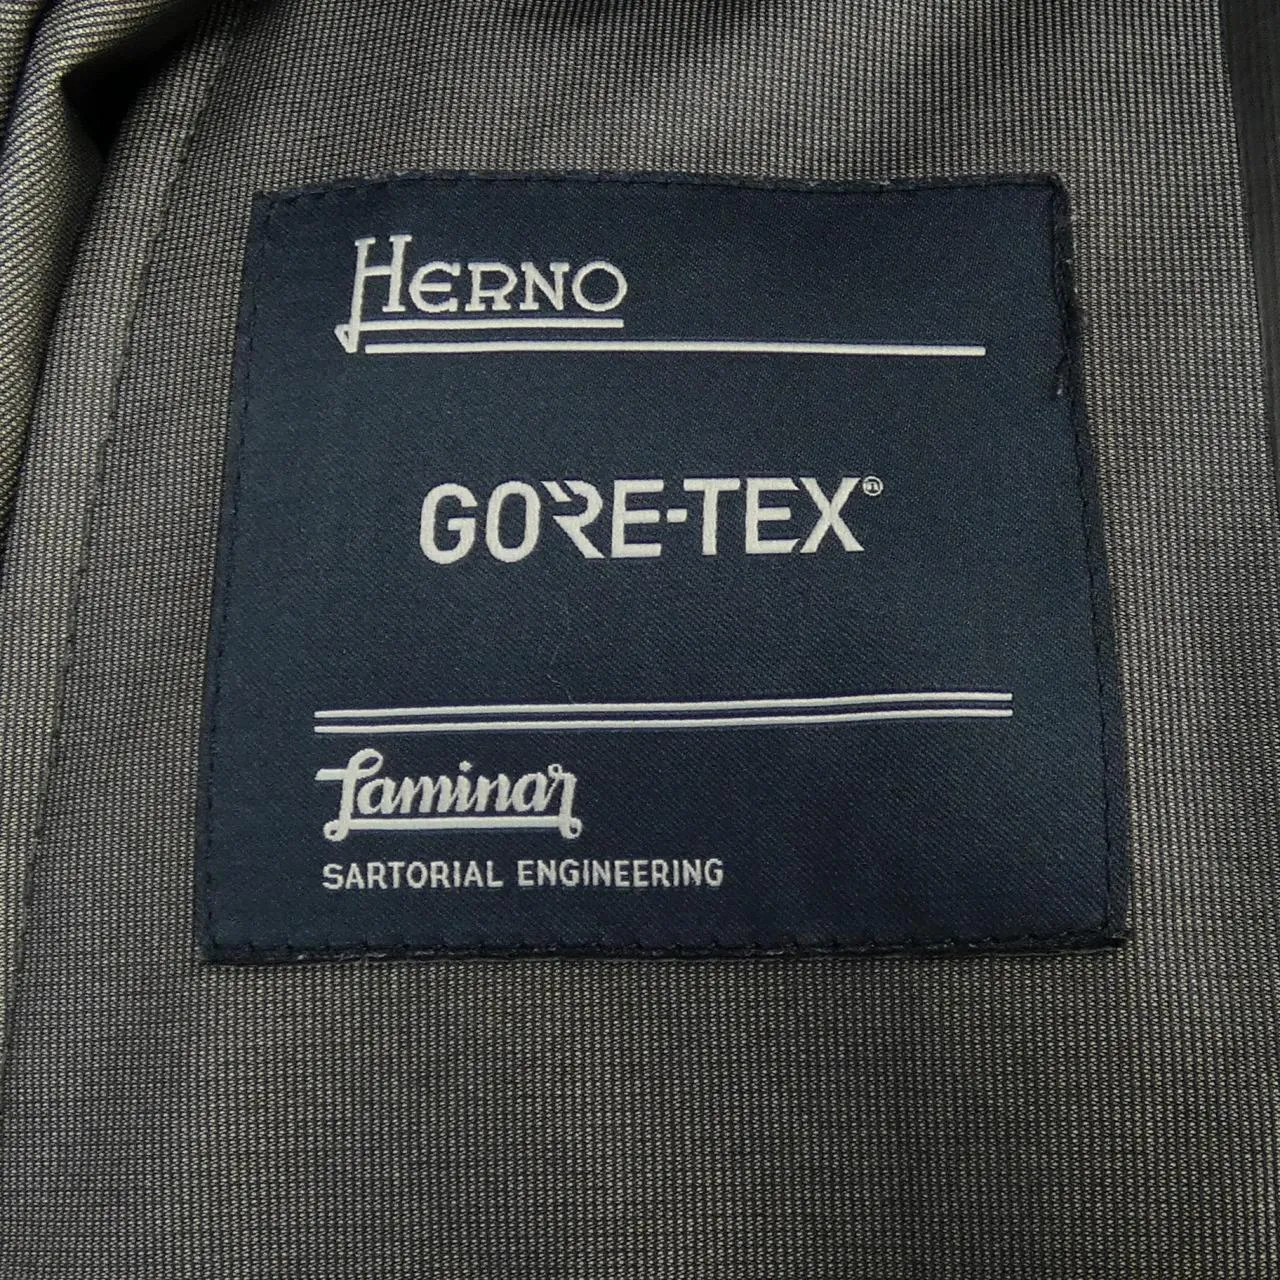 HERNO
GORE-TEX®
Laminar
SARTORIAL ENGINEERING